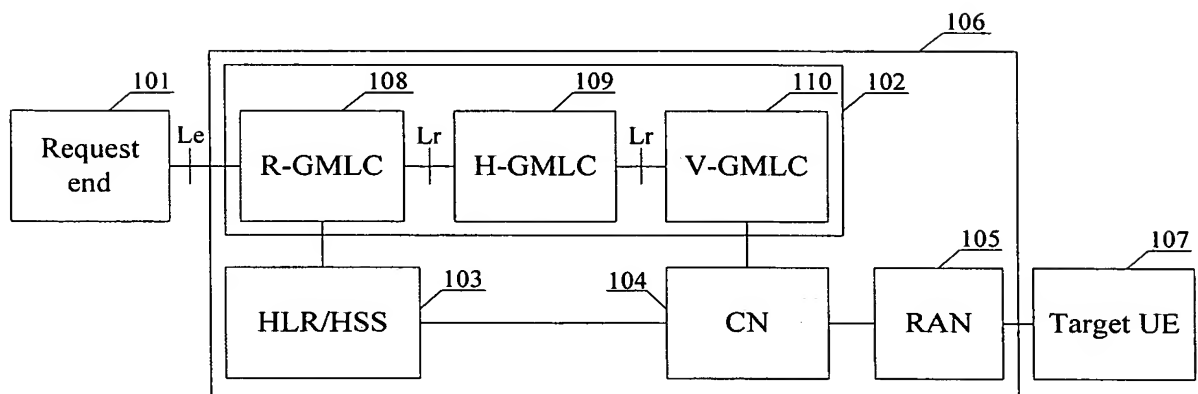 106
101
108
109
110
102
Le
Lr
Lr
Request
end
R-GMLC
H-GMLC
V-GMLC
103
104
105
107
HLR/HSS
CN
RAN
Target UE